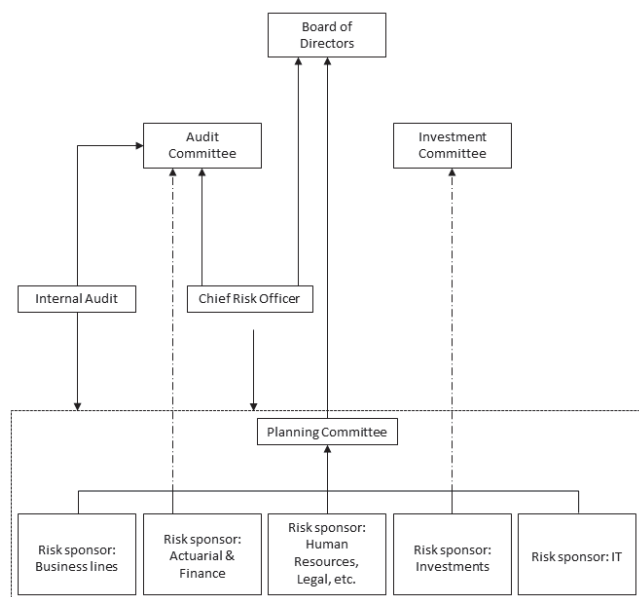 Board of
Directors
Audit
Committee
Investment
Committee
Internal Audit
Chief Risk Officer
Planning Committee
Risk sponsor:
Business lines
Risk sponsor:
Actuarial &
Finance
Risk sponsor:
Human
Resources,
Legal, etc.
Risk sponsor:
Investments
Risk sponsor: IT